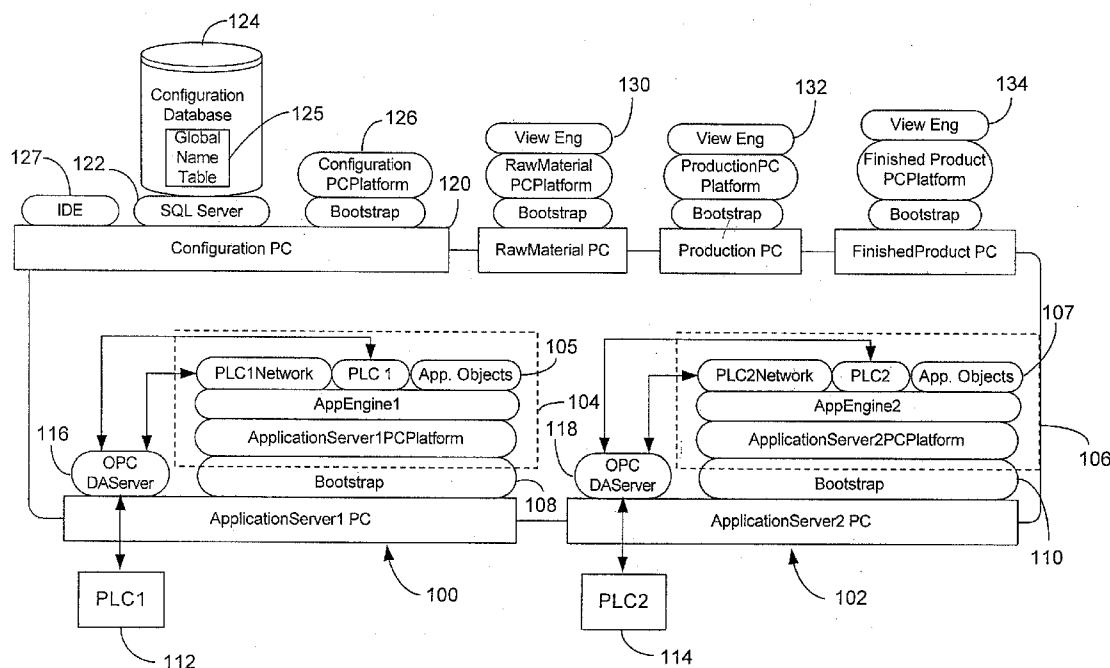 124
Configuration
Database
Global
Name
Table
125
127
122
IDE
SQL Server
126
Configuration
PCPlatform
Bootstrap
120
Configuration PC
130
View Eng
RawMaterial
PCPlatform
Bootstrap
RawMaterial PC
132
View Eng
ProductionPC
Platform
Bootstrap
Production PC
134
View Eng
Finished Product
PCPlatform
Bootstrap
FinishedProduct PC
105
PLC1Network
PLC 1
App. Objects
104
AppEngine1
ApplicationServer1PCPlatform
116
OPC
DAServer
Bootstrap
108
ApplicationServer1 PC
100
PLC1
112
107
PLC2Network
PLC2
App. Objects
AppEngine2
ApplicationServer2PCPlatform
118
106
OPC
DAServer
Bootstrap
110
ApplicationServer2 PC
102
PLC2
114